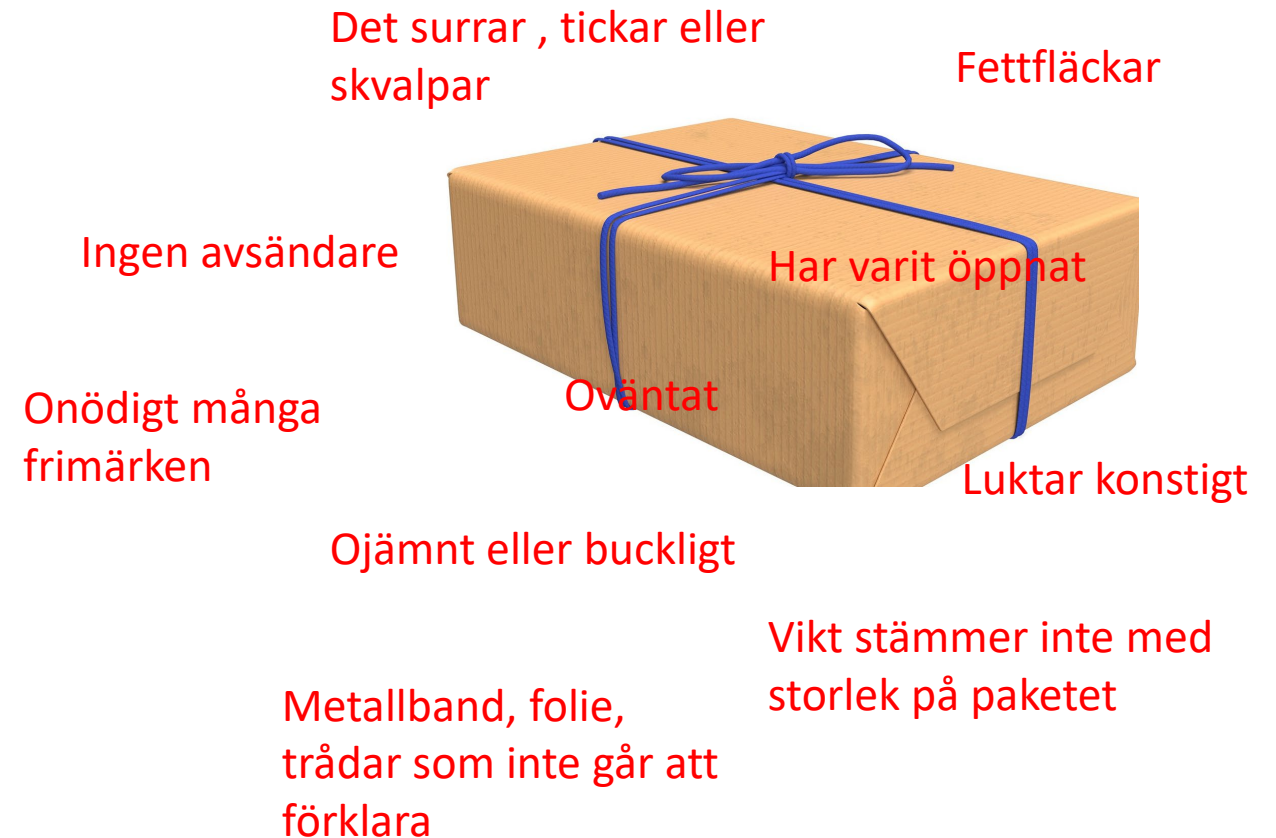 Det surrar , tickar eller
skvalpar
Fettfläckar
Ingen avsändare
Har varit öppnat
Oväntat
Onödigt många
frimärken
Luktar konstigt
Ojämnt eller buckligt
Vikt stämmer inte med
storlek på paketet
Metallband, folie,
trådar som inte går att
förklara